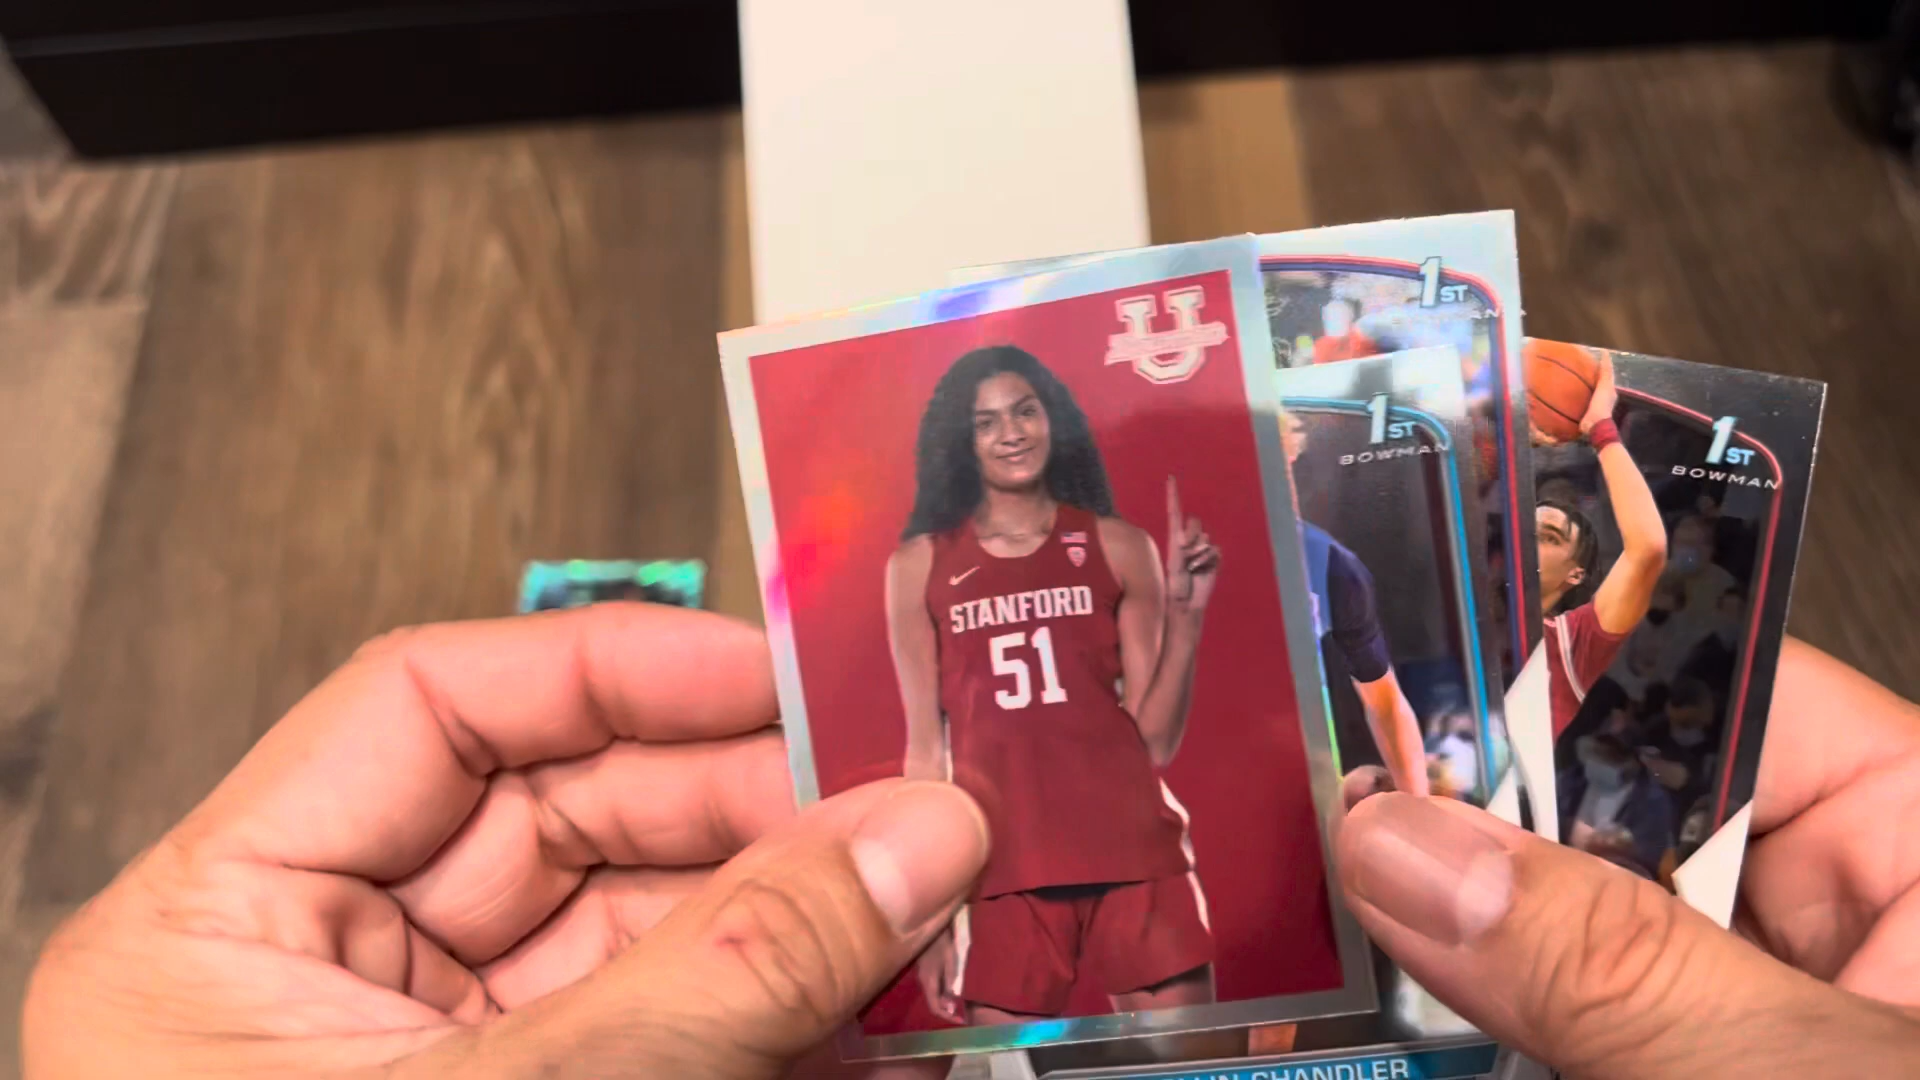 U
STANFORD
51
1ST
BOWMAN
1ST
BOWMAN
1ST
BOWMAN
CHANDLER